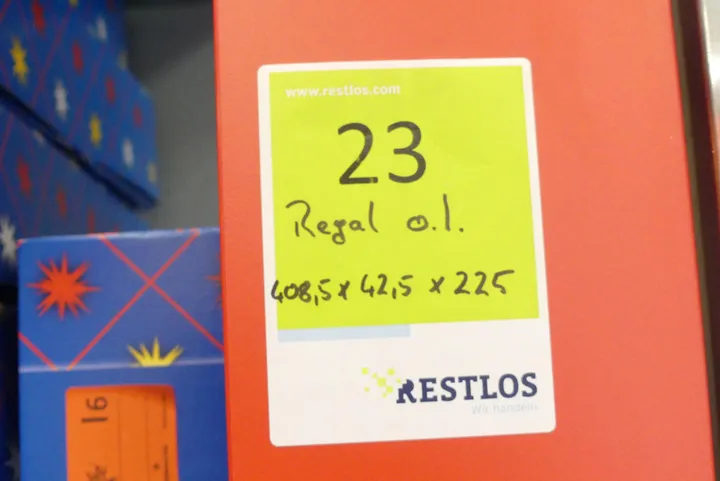 www.restlos.com
23
Regal o.l.
408,5 x 42,5 x 225
RESTLOS
Wir handeln.
16